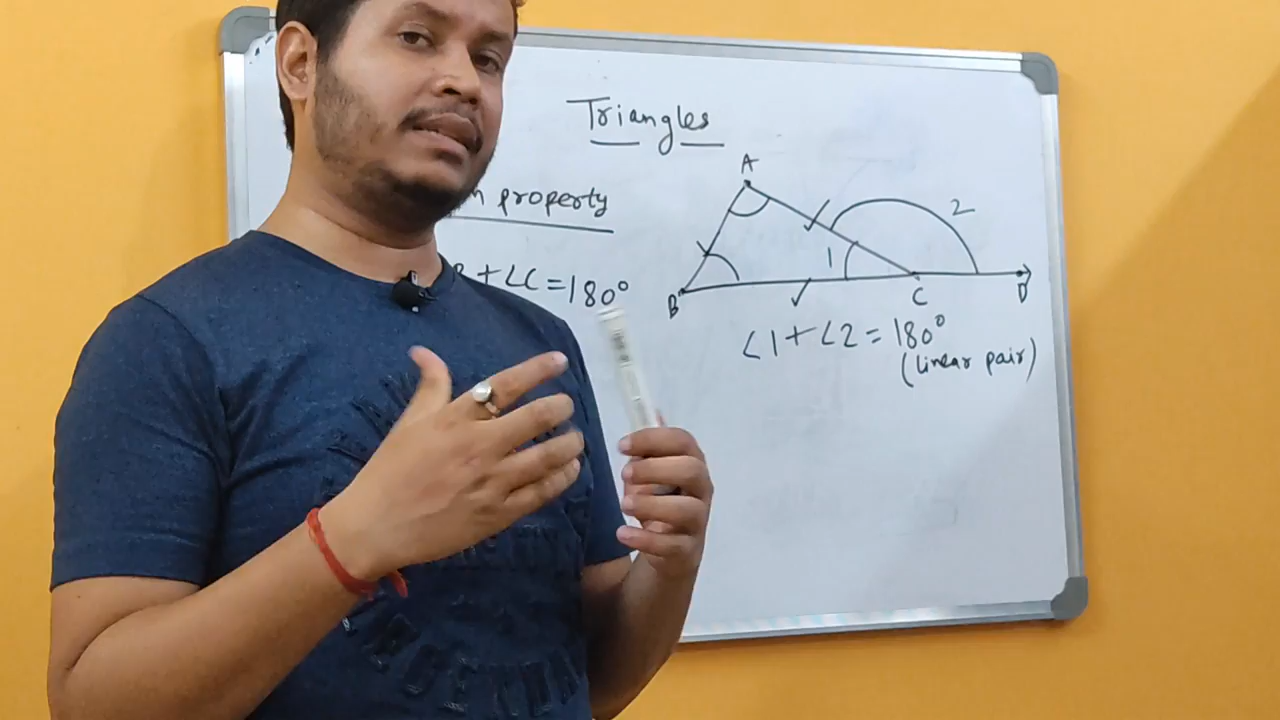 Triangles
property
+ ∠C = 180°
A
2
1
B
C
D
∠1 + ∠2 = 180°
(linear pair)